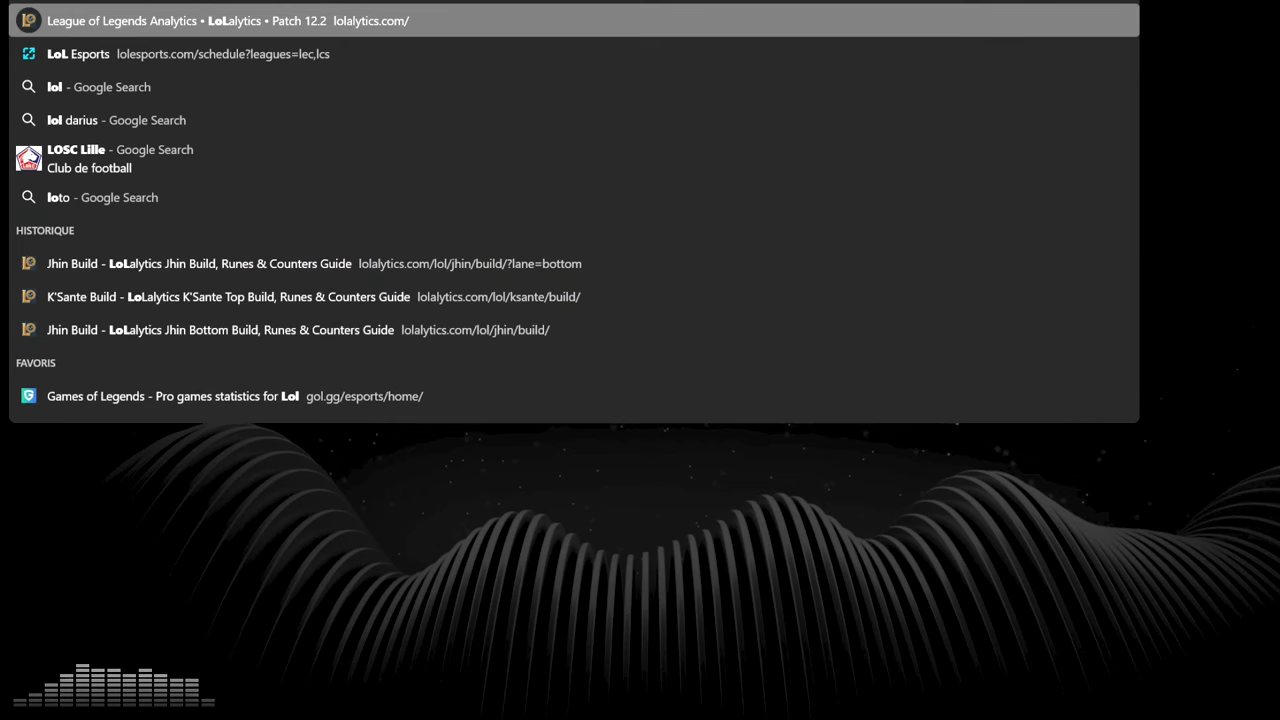 League of Legends Analytics • LoLalytics • Patch 12.2 lolalytics.com/
LoL Esports lolesports.com/schedule?leagues=lec,lcs
lol - Google Search
lol darius - Google Search
LOSC Lille - Google Search
Club de football
loto - Google Search
HISTORIQUE
Jhin Build - LoLalytics Jhin Build, Runes & Counters Guide lolalytics.com/lol/jhin/build/?lane=bottom
K'Sante Build - LoLalytics K'Sante Top Build, Runes & Counters Guide lolalytics.com/lol/ksante/build/
Jhin Build - LoLalytics Jhin Bottom Build, Runes & Counters Guide lolalytics.com/lol/jhin/build/
FAVORIS
Games of Legends - Pro games statistics for Lol gol.gg/esports/home/